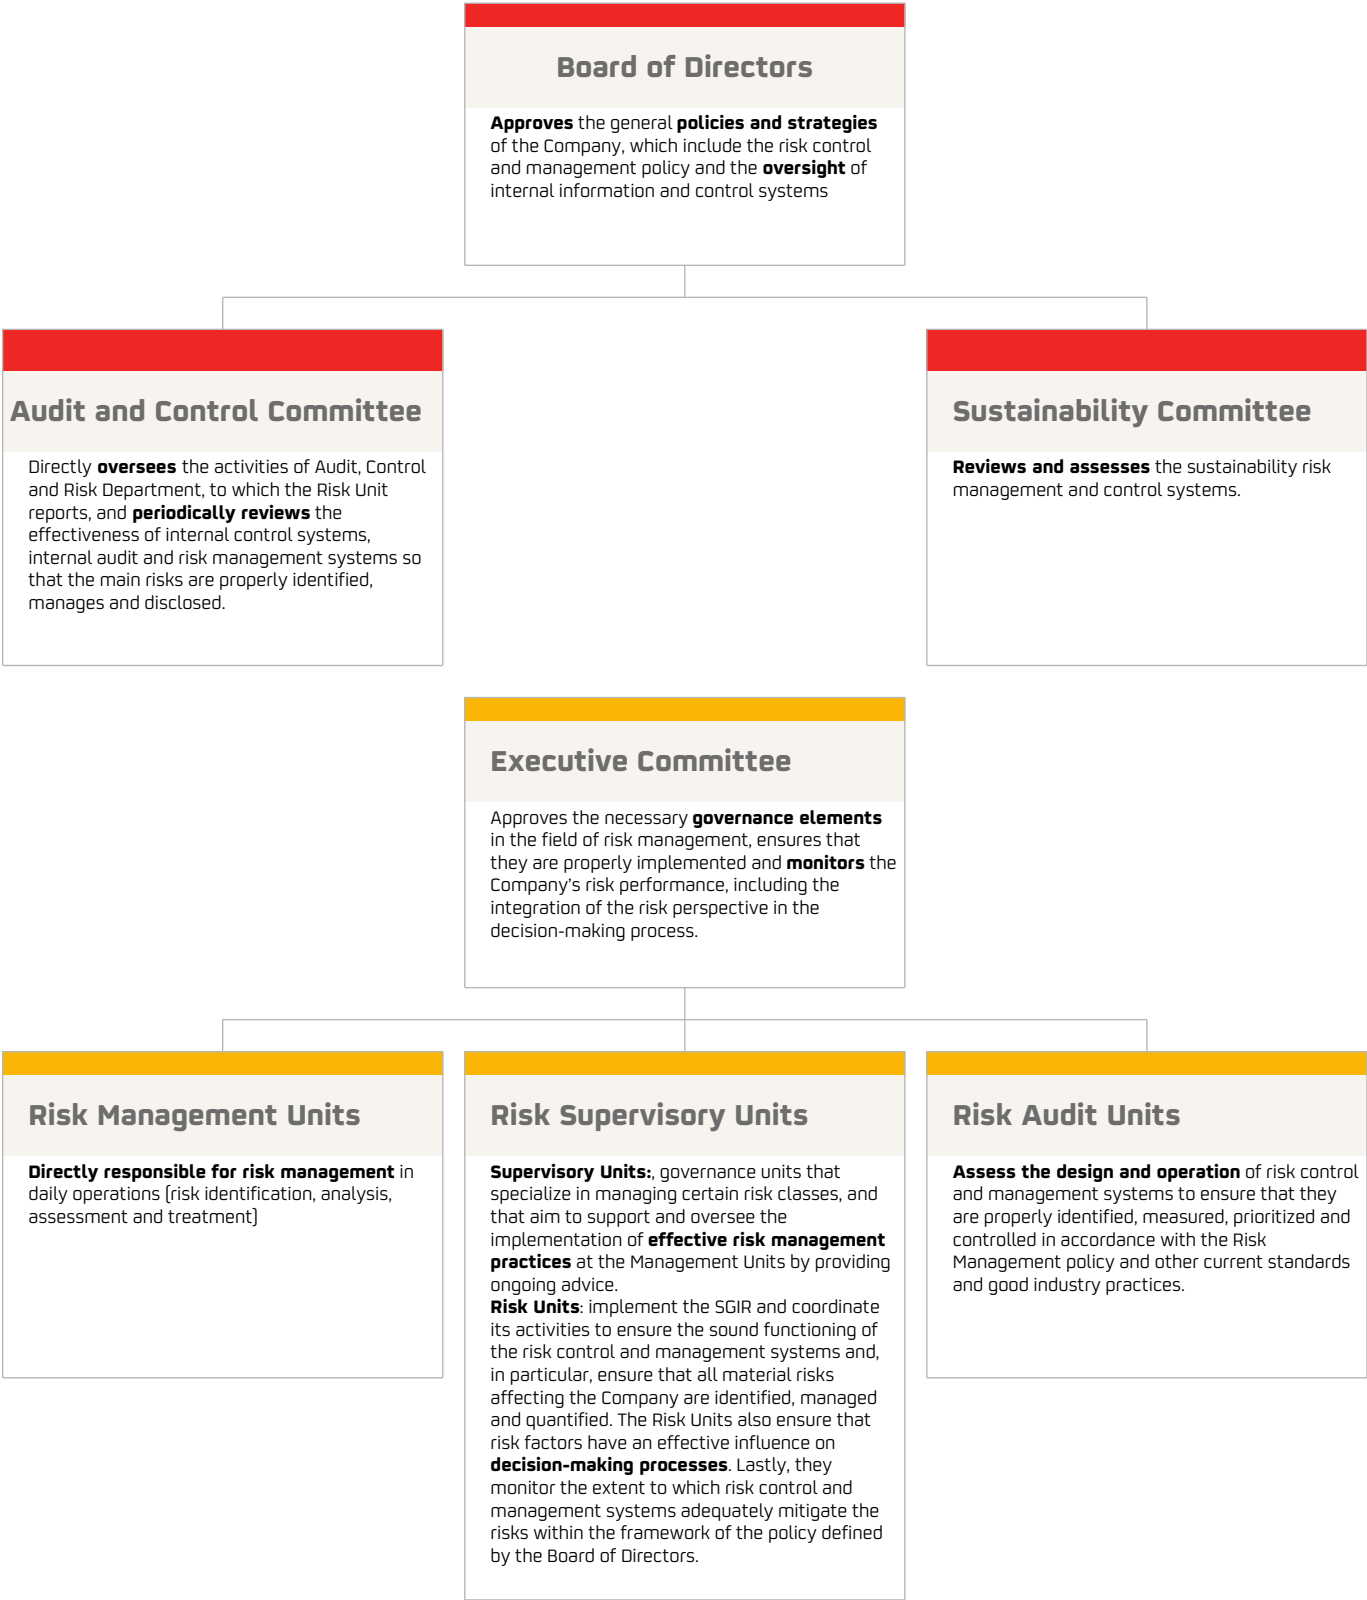 Board of Directors
Approves the general policies and strategies
of the Company, which include the risk control
and management policy and the oversight of
internal information and control systems
Audit and Control Committee
Directly oversees the activities of Audit, Control
and Risk Department, to which the Risk Unit
reports, and periodically reviews the
effectiveness of internal control systems,
internal audit and risk management systems so
that the main risks are properly identified,
manages and disclosed.
Sustainability Committee
Reviews and assesses the sustainability risk
management and control systems.
Executive Committee
Approves the necessary governance elements
in the field of risk management, ensures that
they are properly implemented and monitors the
Company’s risk performance, including the
integration of the risk perspective in the
decision-making process.
Risk Management Units
Directly responsible for risk management in
daily operations (risk identification, analysis,
assessment and treatment)
Risk Supervisory Units
Supervisory Units:, governance units that
specialize in managing certain risk classes, and
that aim to support and oversee the
implementation of effective risk management
practices at the Management Units by providing
ongoing advice.
Risk Units: implement the SGIR and coordinate
its activities to ensure the sound functioning of
the risk control and management systems and,
in particular, ensure that all material risks
affecting the Company are identified, managed
and quantified. The Risk Units also ensure that
risk factors have an effective influence on
decision-making processes. Lastly, they
monitor the extent to which risk control and
management systems adequately mitigate the
risks within the framework of the policy defined
by the Board of Directors.
Risk Audit Units
Assess the design and operation of risk control
and management systems to ensure that they
are properly identified, measured, prioritized and
controlled in accordance with the Risk
Management policy and other current standards
and good industry practices.